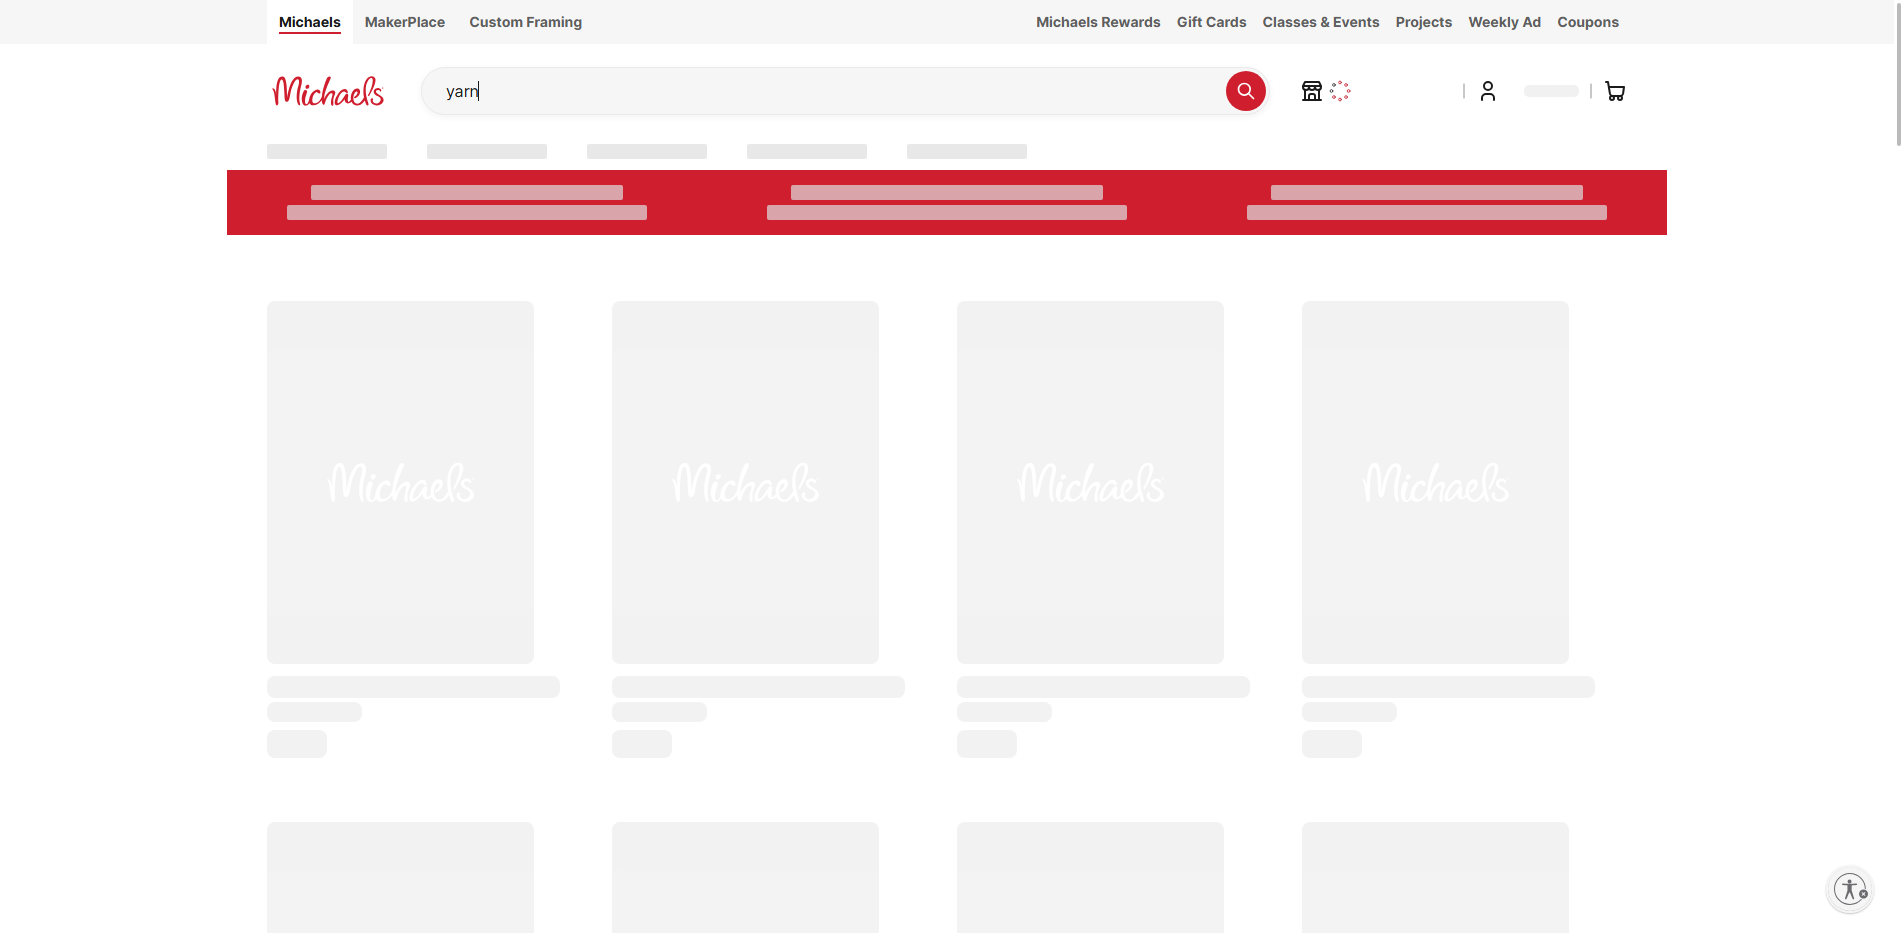 Michaels MakerPlace Custom Framing Michaels Rewards Gift Cards Classes & Events Projects Weekly Ad Coupons
Michaels yarn
Michaels Michaels Michaels Michaels